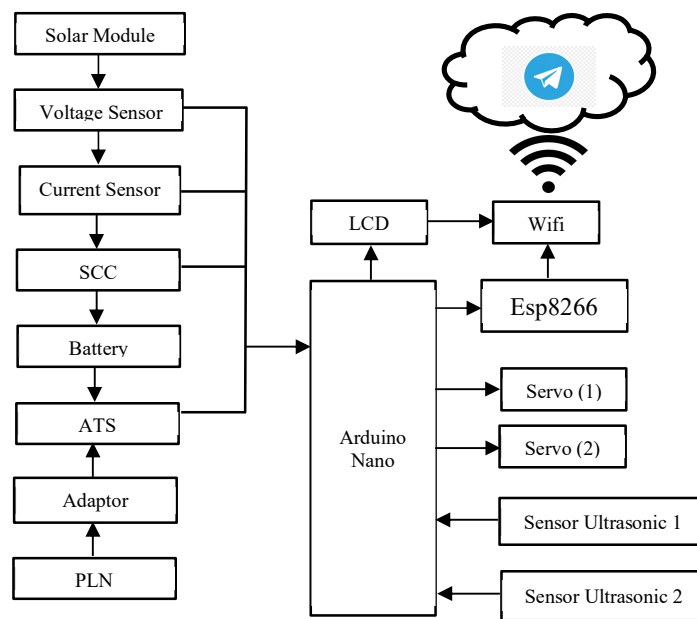 Solar Module
Voltage Sensor
Current Sensor
SCC
Battery
ATS
Adaptor
PLN
LCD
Wifi
Esp8266
Arduino
Nano
Servo (1)
Servo (2)
Sensor Ultrasonic 1
Sensor Ultrasonic 2